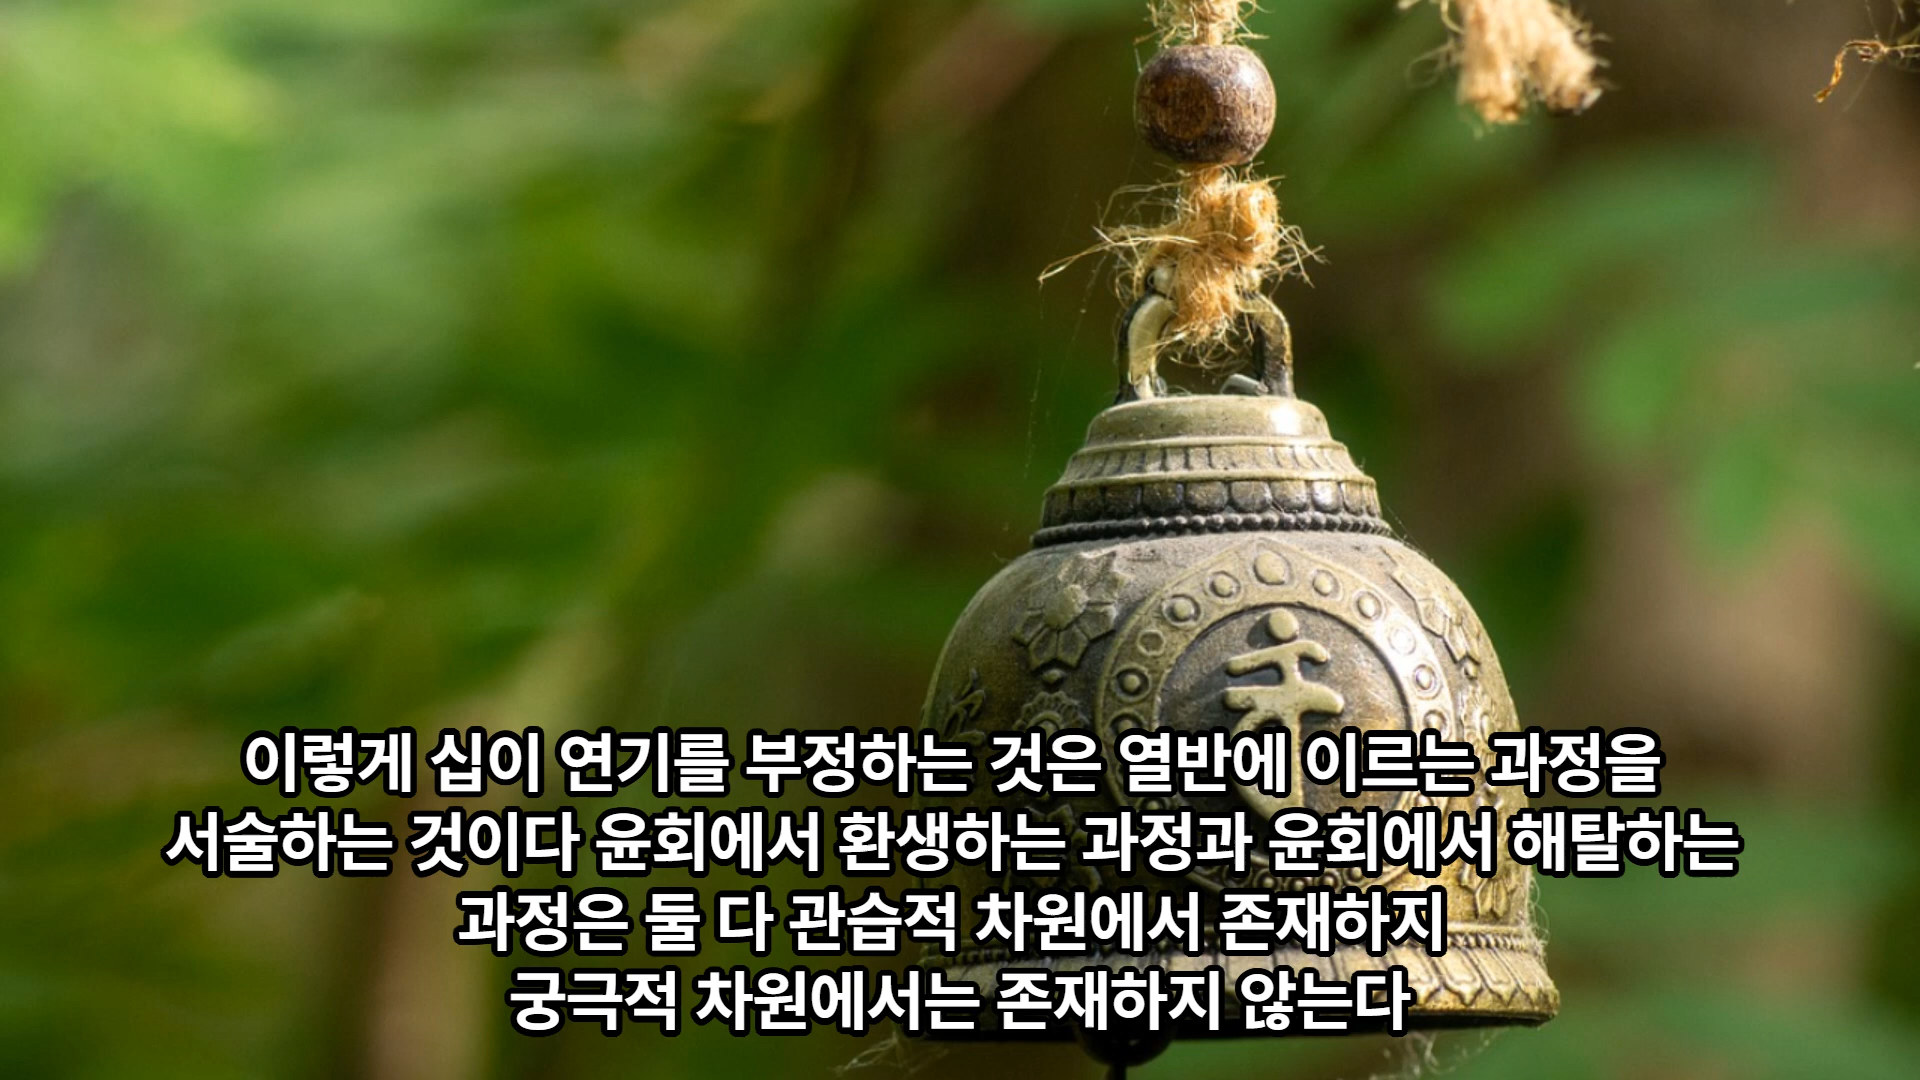 이렇게 십이 연기를 부정하는 것은 열반에 이르는 과정을
서술하는 것이다 윤회에서 환생하는 과정과 윤회에서 해탈하는
과정은 둘 다 관습적 차원에서 존재하지
궁극적 차원에서는 존재하지 않는다